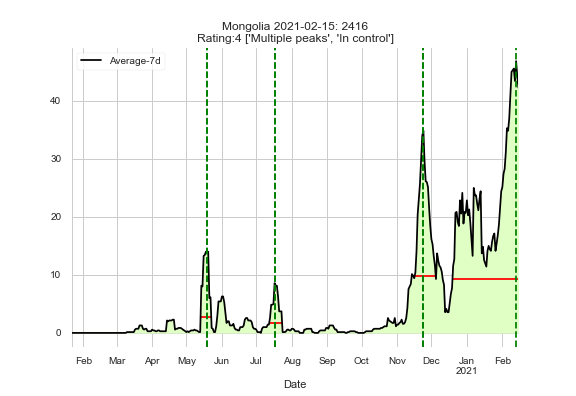 Mongolia 2021-02-15: 2416
Rating:4 ['Multiple peaks', 'In control']
Average-7d
40
30
20
10
0
Feb Mar Apr May Jun Jul Aug Sep Oct Nov Dec Jan Feb
2021
Date